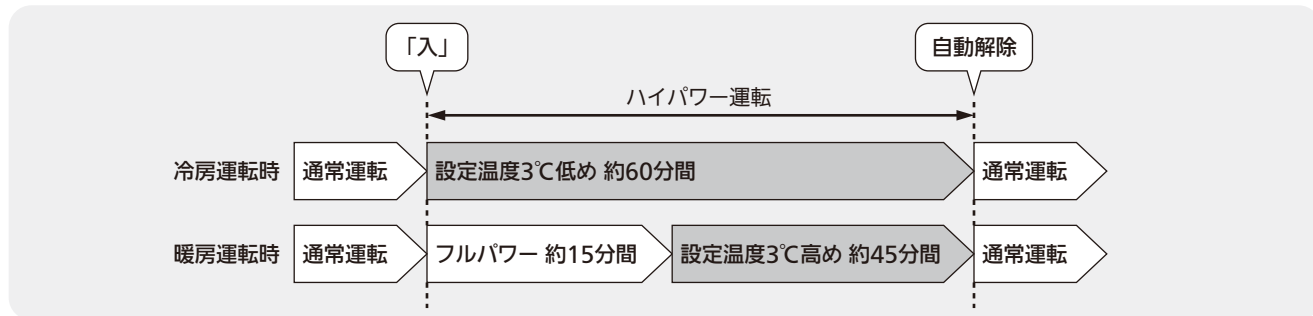 「入」
自動解除
ハイパワー運転
冷房運転時
通常運転
設定温度3℃低め 約60分間
通常運転
暖房運転時
通常運転
フルパワー 約15分間
設定温度3℃高め 約45分間
通常運転